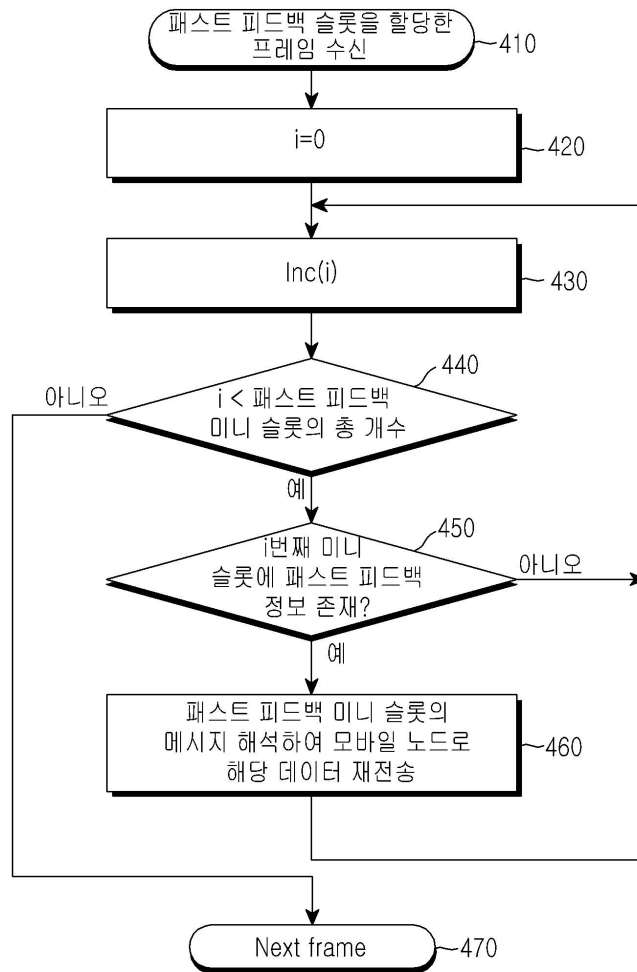 패스트 피드백 슬롯을 할당한
프레임 수신
410
i=0
420
Inc(i)
430
440
아니오
i < 패스트 피드백
미니 슬롯의 총 개수
예
450
i번째 미니
슬롯에 패스트 피드백
정보 존재?
아니오
예
패스트 피드백 미니 슬롯의
메시지 해석하여 모바일 노드로
해당 데이터 재전송
460
Next frame
470